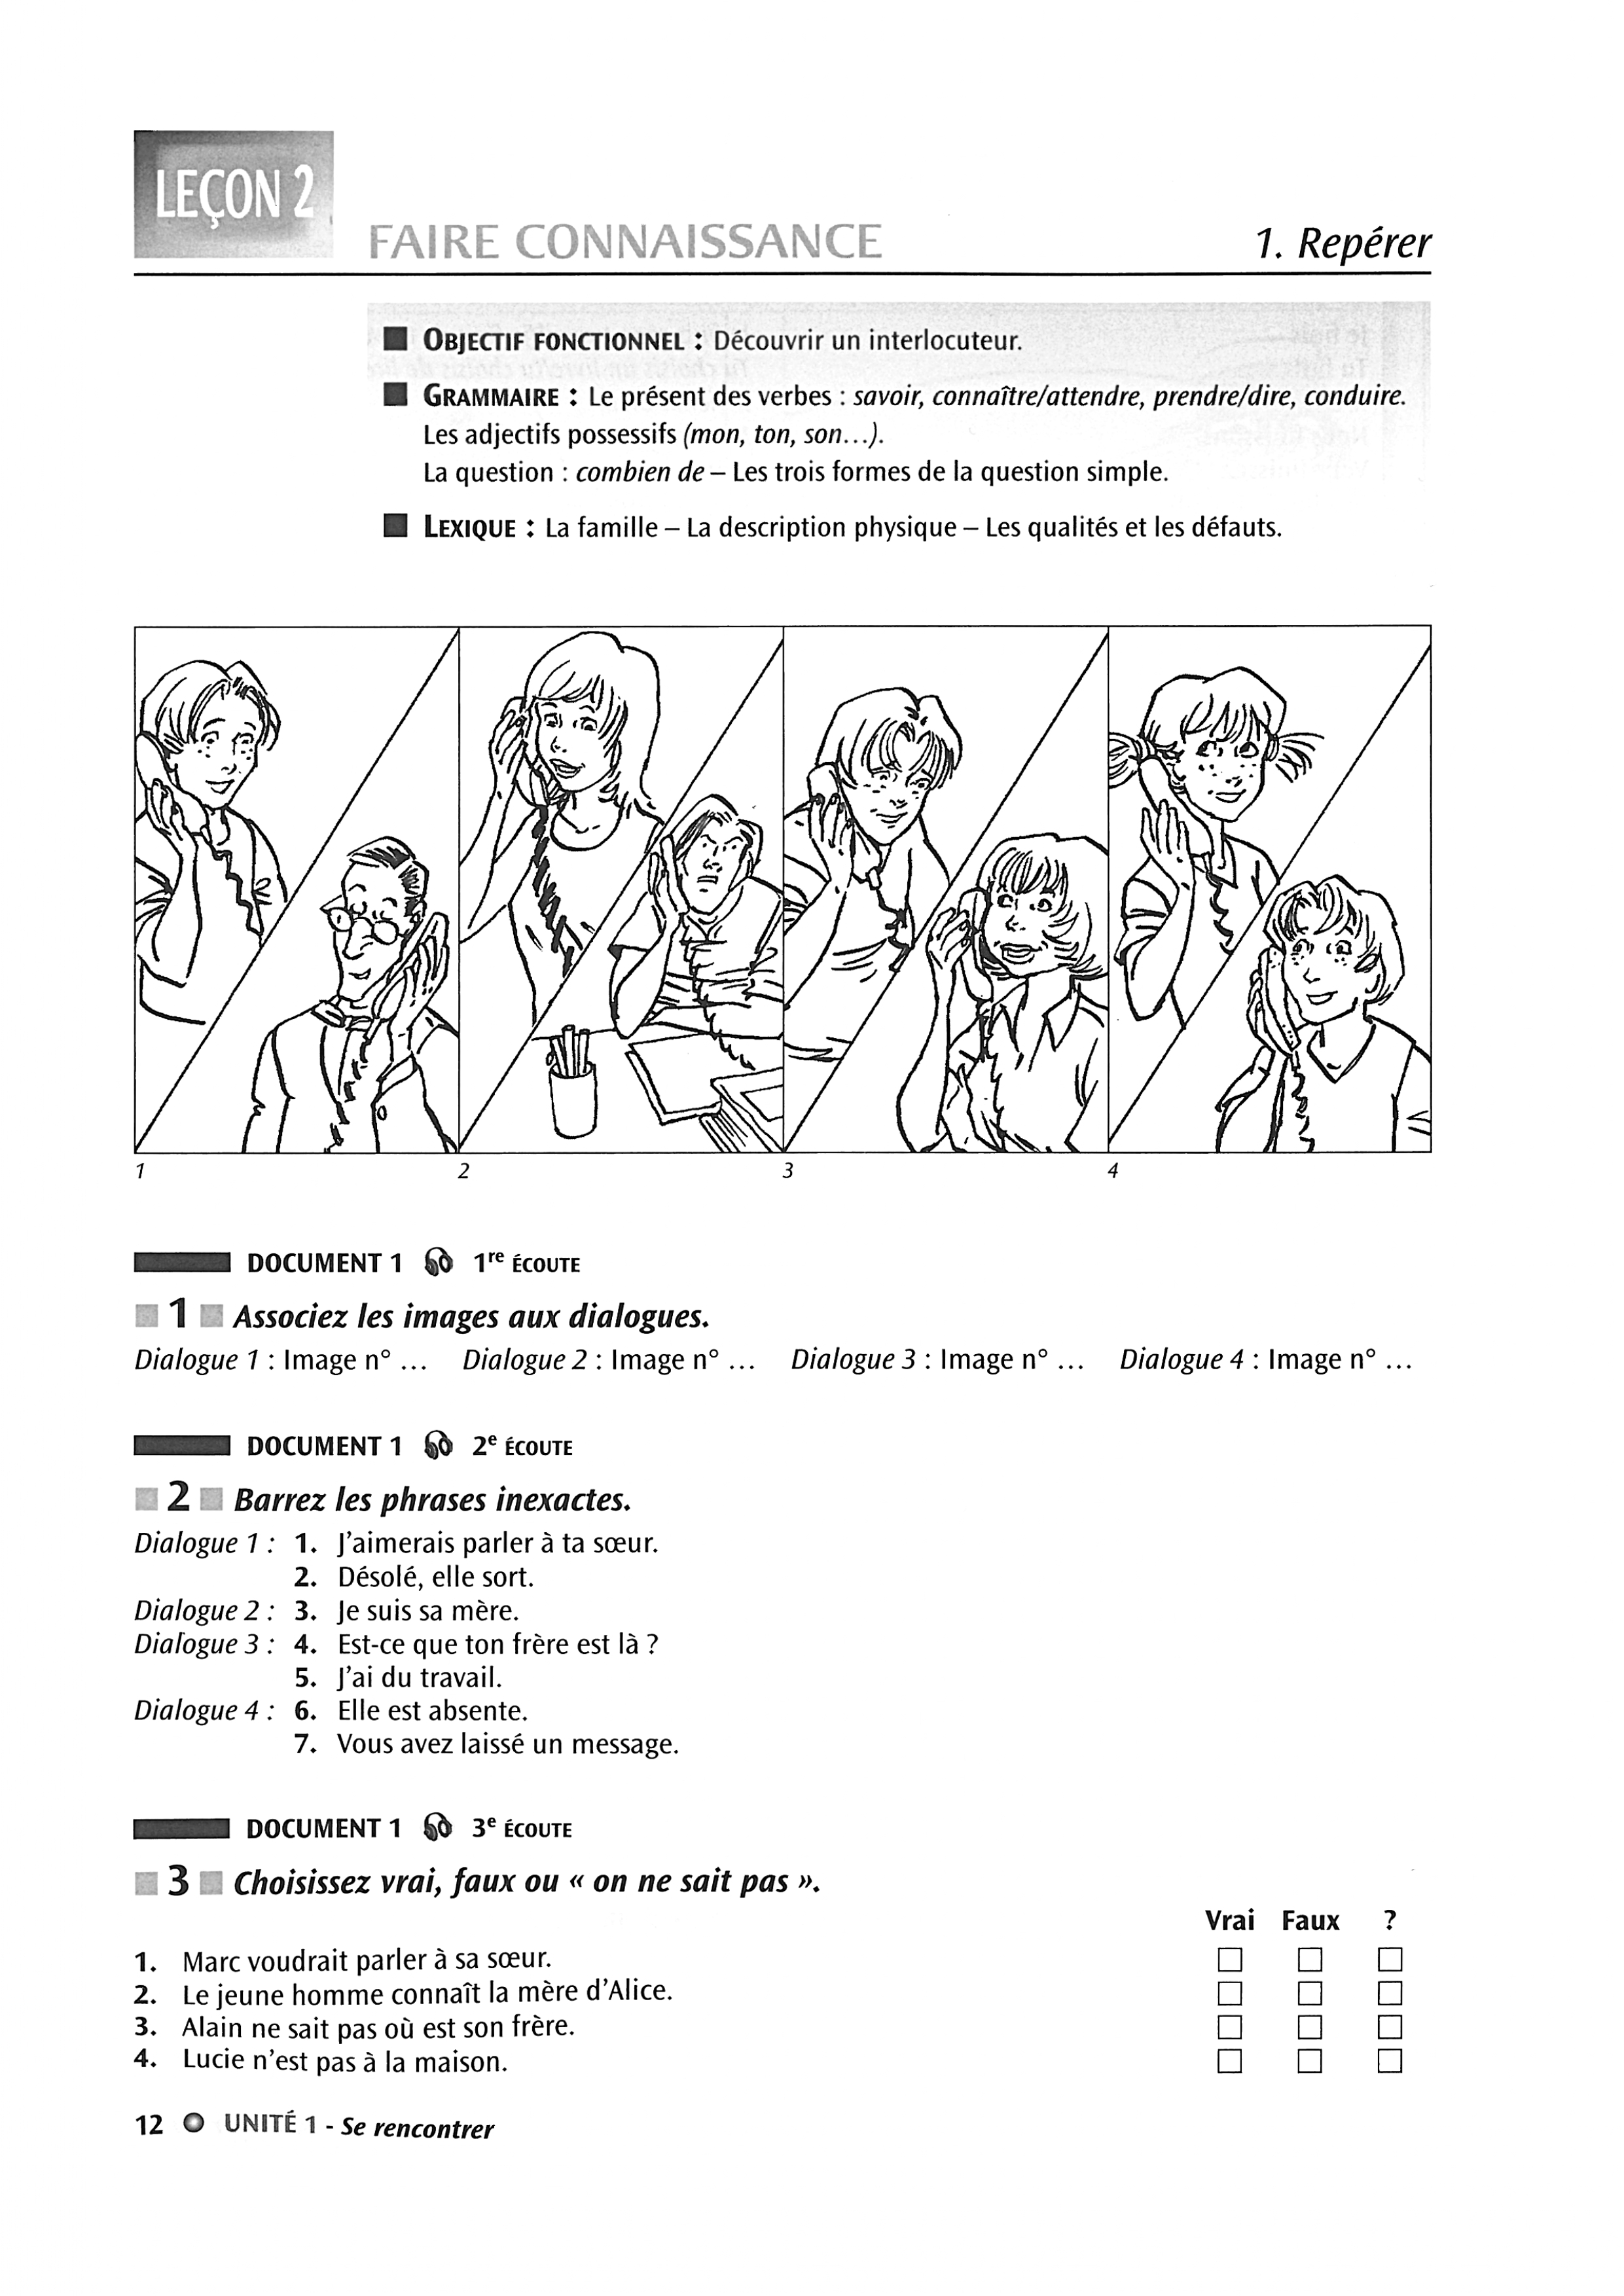 LEÇON 2
FAIRE CONNAISSANCE
1. Repérer
■ OBJECTIF FONCTIONNEL : Découvrir un interlocuteur.
■ GRAMMAIRE : Le présent des verbes : savoir, connaître/attendre, prendre/dire, conduire.
Les adjectifs possessifs (mon, ton, son...).
La question : combien de – Les trois formes de la question simple.
■ LEXIQUE : La famille – La description physique – Les qualités et les défauts.
1 2 3 4
DOCUMENT 1 1re ÉCOUTE
1 Associez les images aux dialogues.
Dialogue 1 : Image n° ... Dialogue 2 : Image n° ... Dialogue 3 : Image n° ... Dialogue 4 : Image n° ...
DOCUMENT 1 2e ÉCOUTE
2 Barrez les phrases inexactes.
Dialogue 1 : 1. J'aimerais parler à ta sœur.
2. Désolé, elle sort.
Dialogue 2 : 3. Je suis sa mère.
Dialogue 3 : 4. Est-ce que ton frère est là ?
5. J'ai du travail.
Dialogue 4 : 6. Elle est absente.
7. Vous avez laissé un message.
DOCUMENT 1 3e ÉCOUTE
3 Choisissez vrai, faux ou « on ne sait pas ».
Vrai Faux ?
1. Marc voudrait parler à sa sœur. □ □ □
2. Le jeune homme connaît la mère d'Alice. □ □ □
3. Alain ne sait pas où est son frère. □ □ □
4. Lucie n'est pas à la maison. □ □ □
12 UNITÉ 1 - Se rencontrer